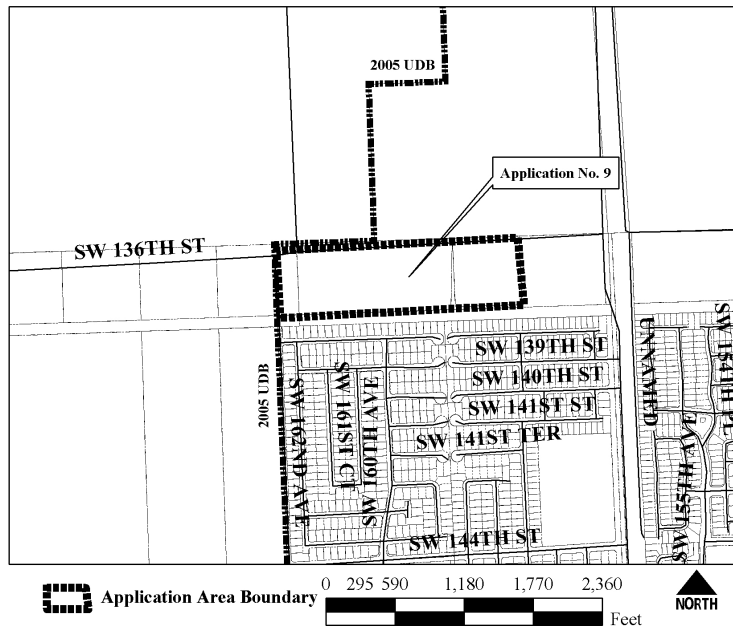 2005 UDB
Application No. 9
SW 136TH ST
SW 139TH ST
SW 140TH ST
SW 141ST ST
SW 141ST TER
SW 144TH ST
2005 UDB
SW 162ND AVE
SW 161ST CT
SW 160TH AVE
UNNAMED
SW 155TH AVE
SW 154TH PL
Application Area Boundary
0 295 590 1,180 1,770 2,360
Feet
NORTH